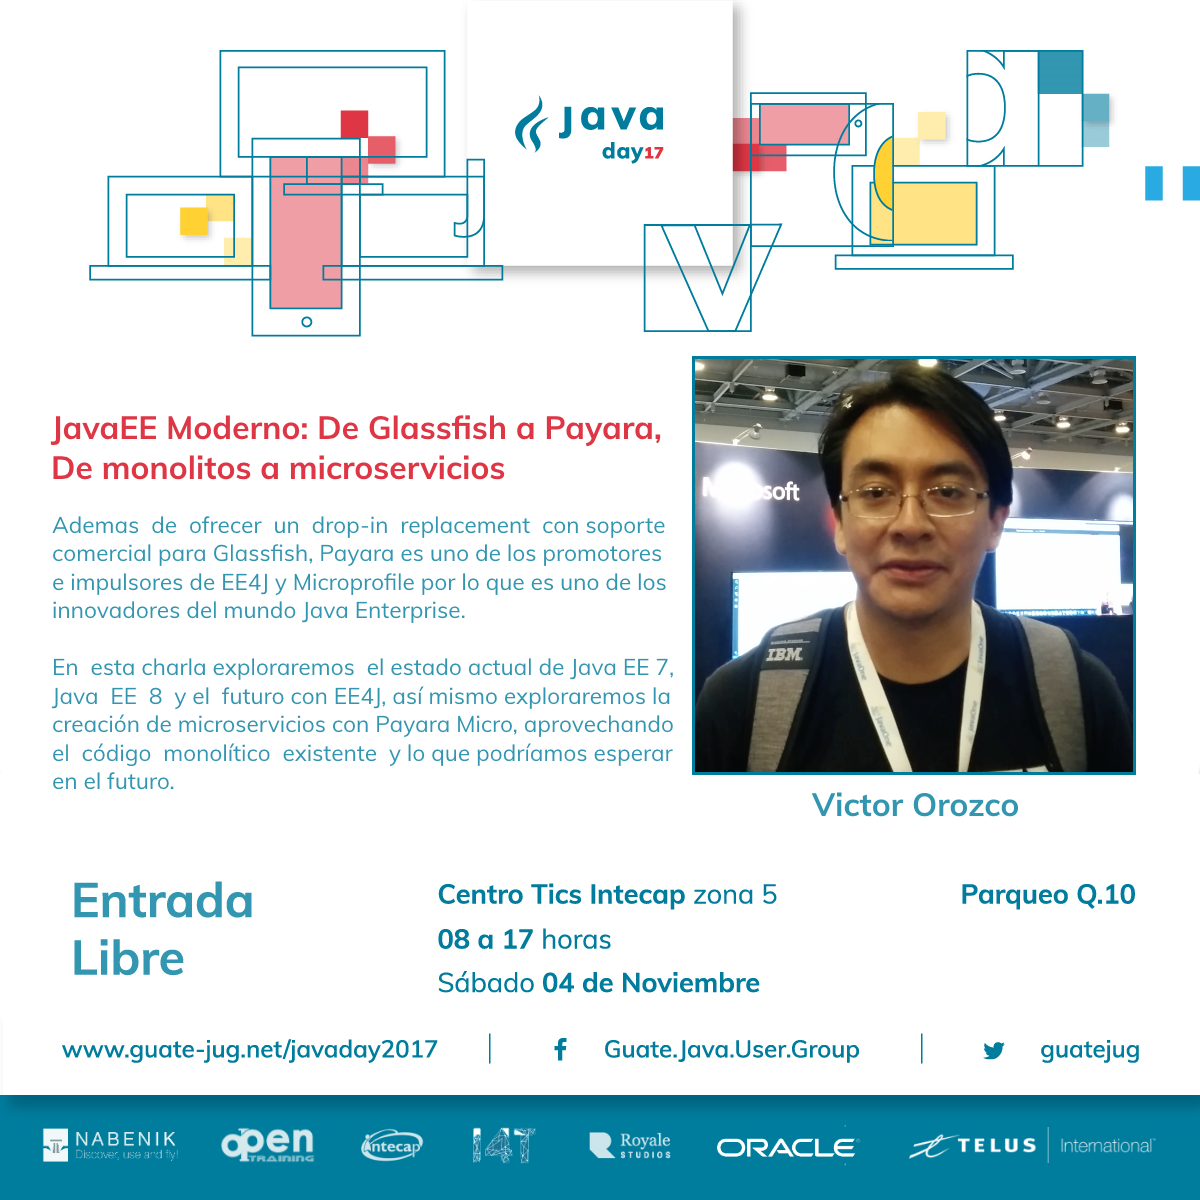 Java
day17
JavaEE Moderno: De Glassfish a Payara,
De monolitos a microservicios
Ademas de ofrecer un drop-in replacement con soporte
comercial para Glassfish, Payara es uno de los promotores
e impulsores de EE4J y Microprofile por lo que es uno de los
innovadores del mundo Java Enterprise.
En esta charla exploraremos el estado actual de Java EE 7,
Java EE 8 y el futuro con EE4J, así mismo exploraremos la
creación de microservicios con Payara Micro, aprovechando
el código monolítico existente y lo que podríamos esperar
en el futuro.
IBM
JavaOne
JavaOne
Victor Orozco
Entrada
Libre
Centro Tics Intecap zona 5
08 a 17 horas
Sábado 04 de Noviembre
Parqueo Q.10
www.guate-jug.net/javaday2017
Guate.Java.User.Group
guatejug
NABENIK
Discover, use and fly!
Open
TRAINING
intecap
I4T
Royale
STUDIOS
ORACLE
TELUS International